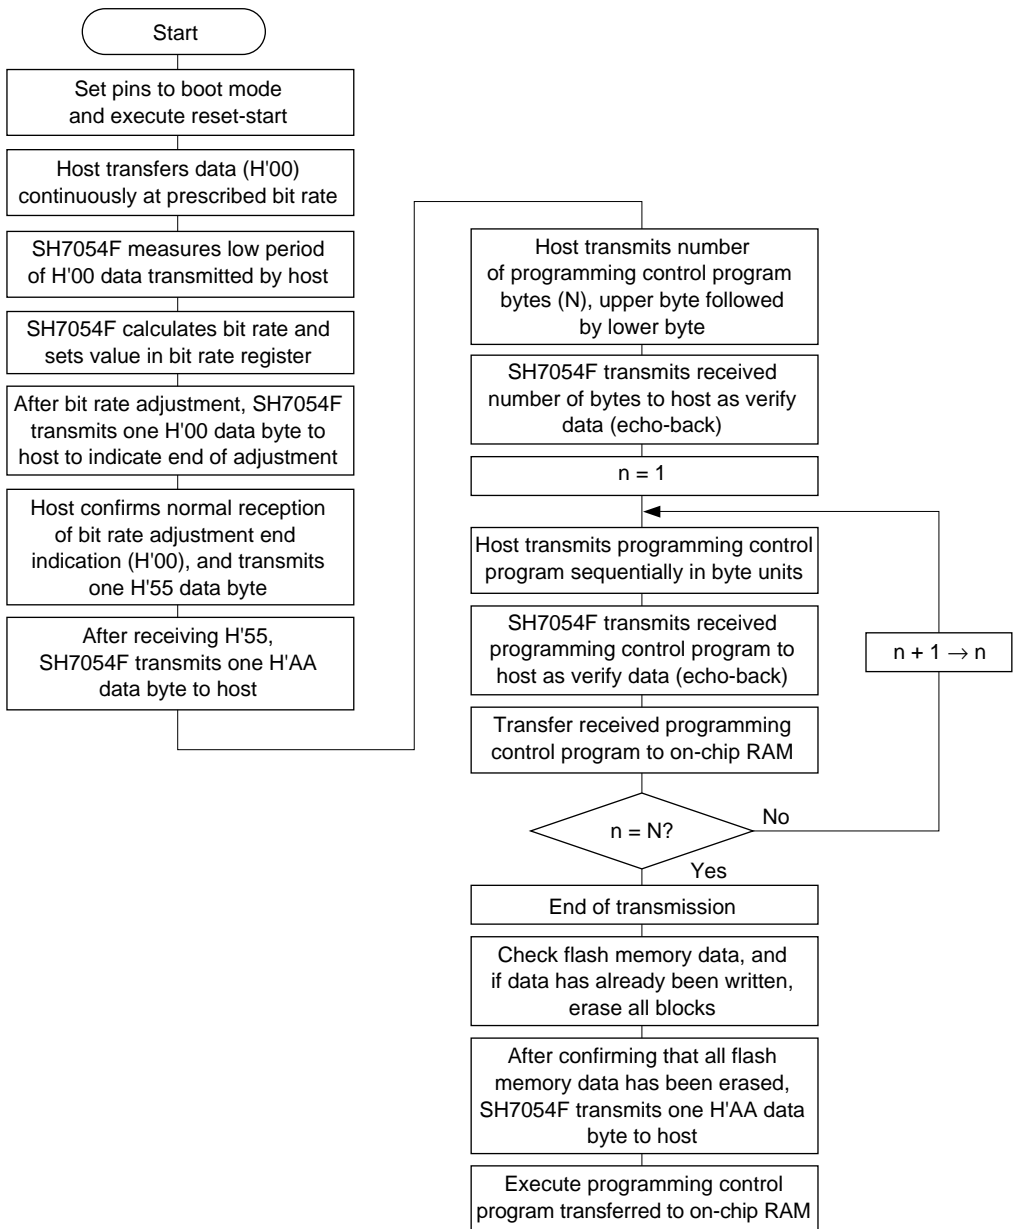 Start
Set pins to boot mode
and execute reset-start
Host transfers data (H'00)
continuously at prescribed bit rate
SH7054F measures low period
of H'00 data transmitted by host
SH7054F calculates bit rate and
sets value in bit rate register
After bit rate adjustment, SH7054F
transmits one H'00 data byte to
host to indicate end of adjustment
Host confirms normal reception
of bit rate adjustment end
indication (H'00), and transmits
one H'55 data byte
After receiving H'55,
SH7054F transmits one H'AA
data byte to host
Host transmits number
of programming control program
bytes (N), upper byte followed
by lower byte
SH7054F transmits received
number of bytes to host as verify
data (echo-back)
n = 1
Host transmits programming control
program sequentially in byte units
SH7054F transmits received
programming control program to
host as verify data (echo-back)
n + 1 → n
Transfer received programming
control program to on-chip RAM
n = N?
No
Yes
End of transmission
Check flash memory data, and
if data has already been written,
erase all blocks
After confirming that all flash
memory data has been erased,
SH7054F transmits one H'AA data
byte to host
Execute programming control
program transferred to on-chip RAM